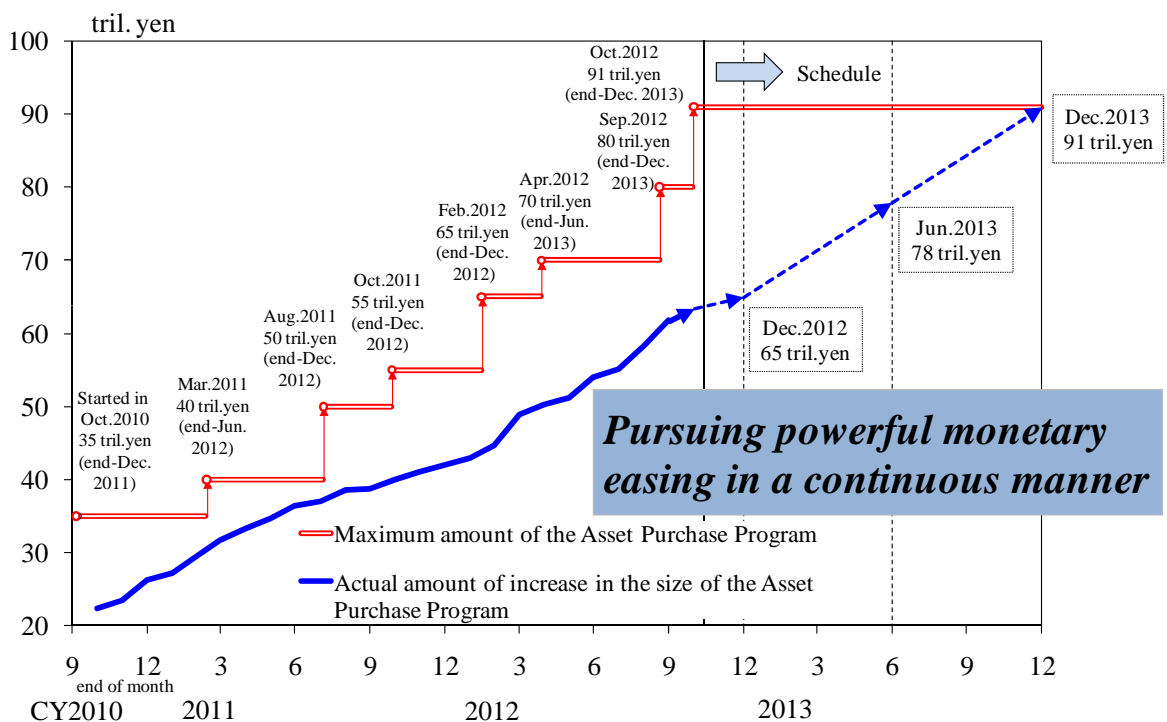 tril. yen
100
90
80
70
60
50
40
30
20
Started in
Oct.2010
35 tril.yen
(end-Dec.
2011)
Mar.2011
40 tril.yen
(end-Jun.
2012)
Aug.2011
50 tril.yen
(end-Dec.
2012)
Oct.2011
55 tril.yen
(end-Dec.
2012)
Feb.2012
65 tril.yen
(end-Dec.
2012)
Apr.2012
70 tril.yen
(end-Jun.
2013)
Sep.2012
80 tril.yen
(end-Dec.
2013)
Oct.2012
91 tril.yen
(end-Dec. 2013)
Schedule
Dec.2013
91 tril.yen
Jun.2013
78 tril.yen
Dec.2012
65 tril.yen
Pursuing powerful monetary
easing in a continuous manner
Maximum amount of the Asset Purchase Program
Actual amount of increase in the size of the Asset
Purchase Program
9 12 3 6 9 12 3 6 9 12 3 6 9 12
end of month
CY2010 2011 2012 2013